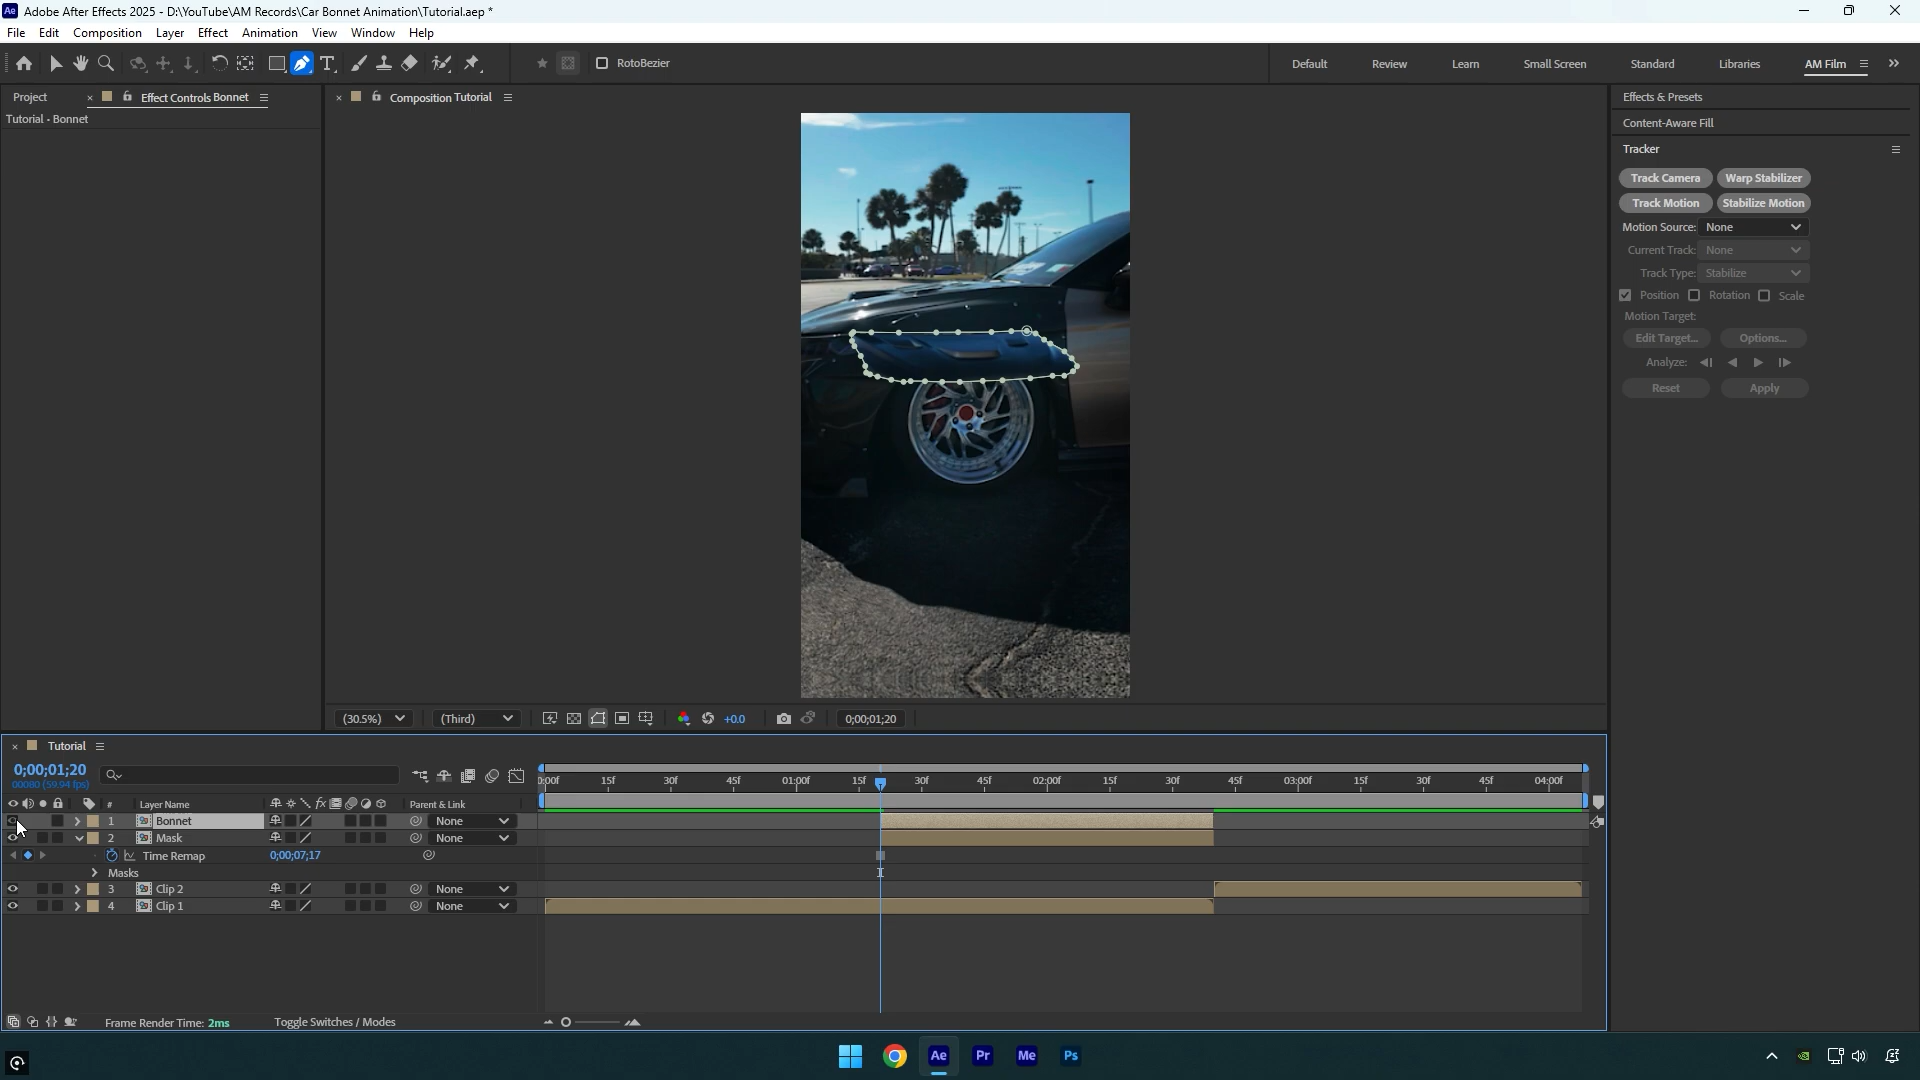 Adobe After Effects 2025 - D:\YouTube\AM Records\Car Bonnet Animation\Tutorial.aep *
File Edit Composition Layer Effect Animation View Window Help
RotoBezier
Default Review Learn Small Screen Standard Libraries AM Film
Project Effect Controls Bonnet
Composition Tutorial
Effects & Presets
Tutorial • Bonnet
Content-Aware Fill
Tracker
Track Camera Warp Stabilizer
Track Motion Stabilize Motion
Motion Source: None
Current Track: None
Track Type: Stabilize
Position Rotation Scale
Motion Target:
Edit Target... Options...
Analyze:
Reset Apply
(30.5%) (Third) +0.0 0;00;01;20
Tutorial
0;00;01;20
00080 (59.94 fps)
0:00f 15f 30f 45f 01:00f 15f 30f 45f 02:00f 15f 30f 45f 03:00f 15f 30f 45f 04:00f
# Layer Name fx Parent & Link
1 Bonnet None
2 Mask None
Time Remap 0;00;07;17
Masks
3 Clip 2 None
4 Clip 1 None
Frame Render Time: 2ms Toggle Switches / Modes
Ae Pr Me Ps